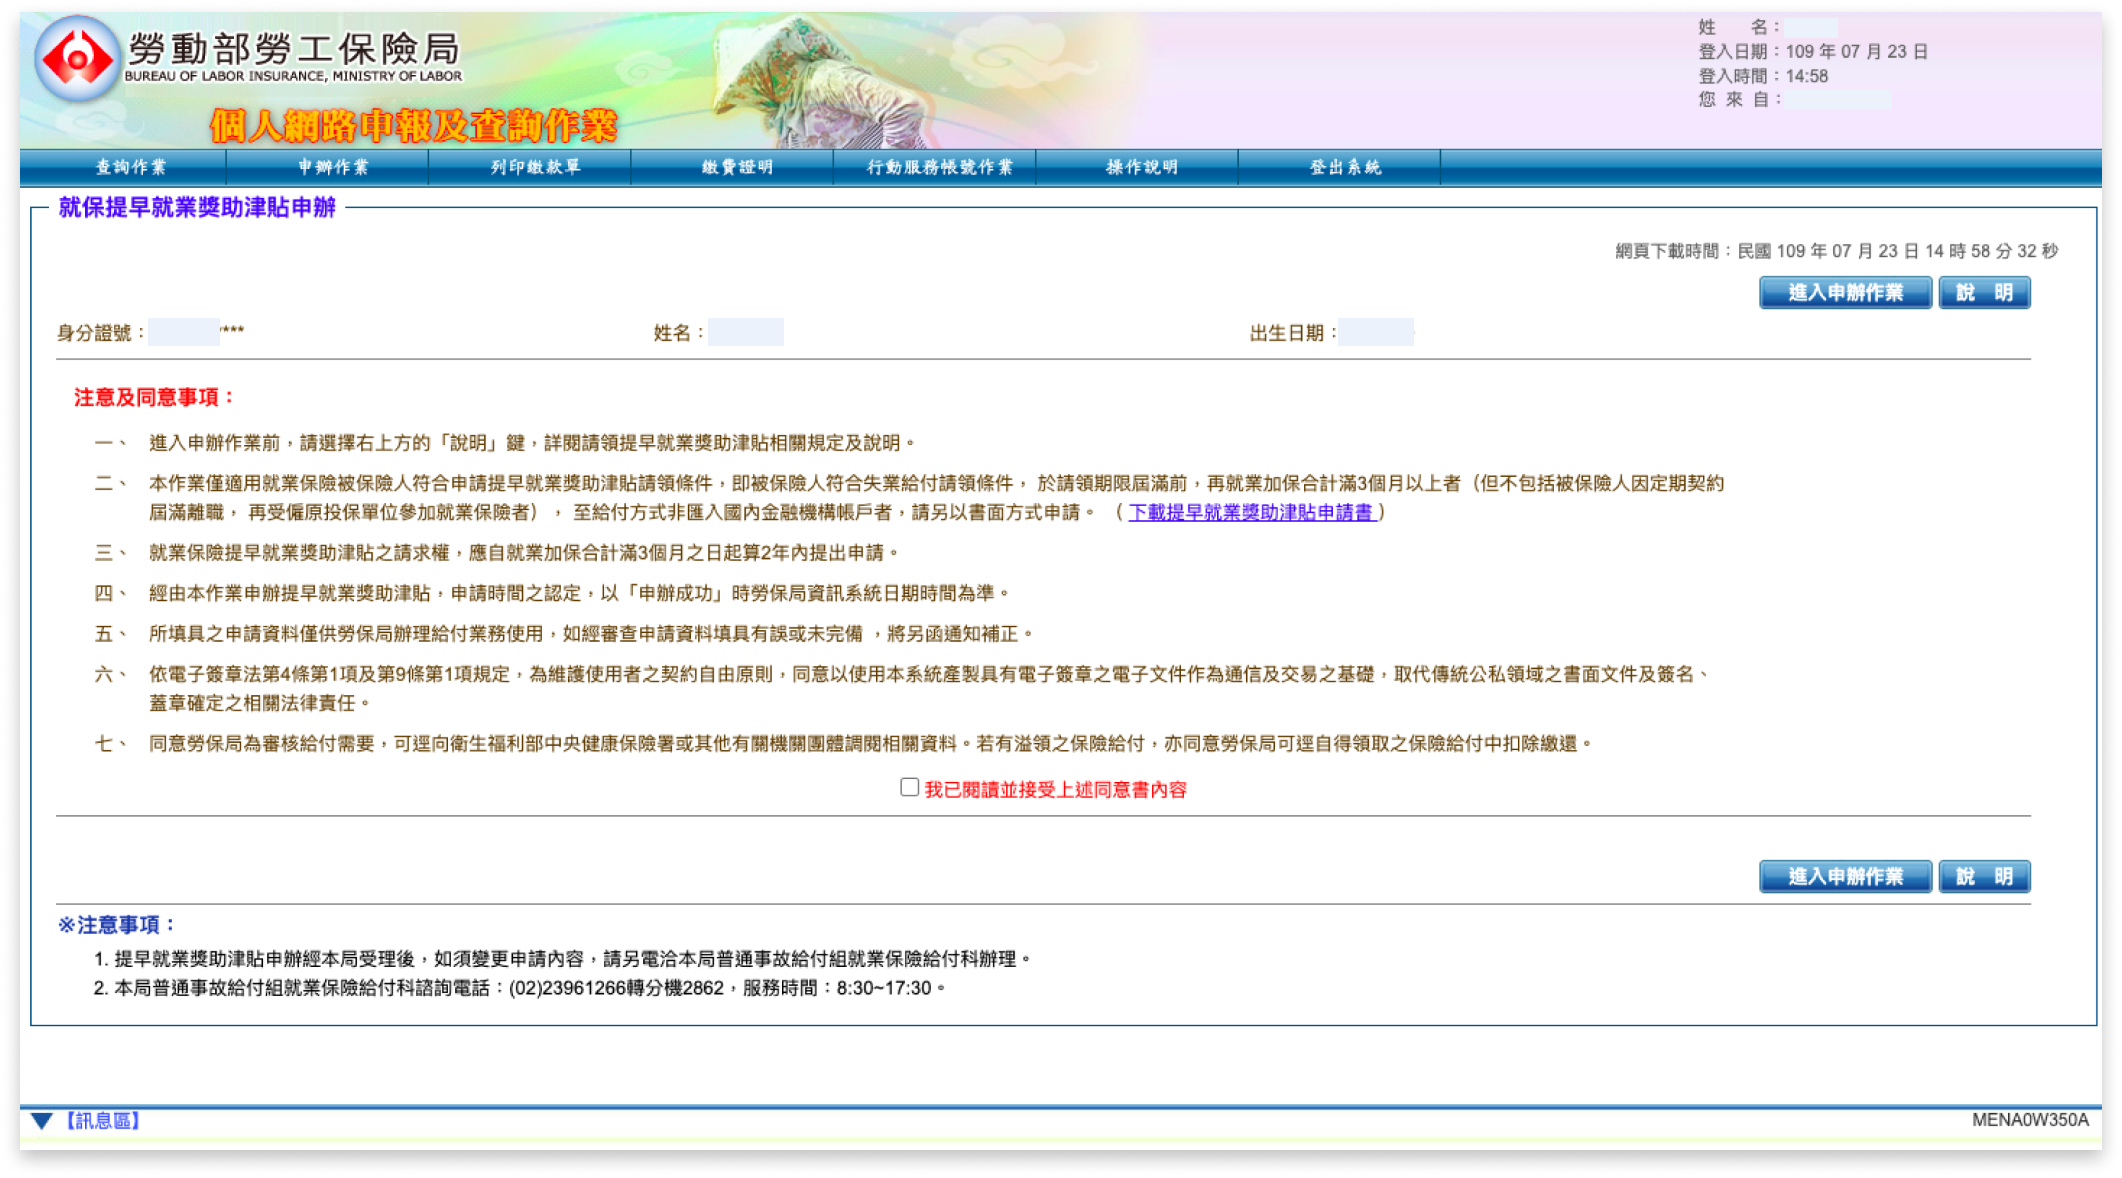 勞動部勞工保險局
BUREAU OF LABOR INSURANCE, MINISTRY OF LABOR
個人網路申報及查詢作業
姓 名：
登入日期：109 年 07 月 23 日
登入時間：14:58
您 來 自：
查詢作業 申辦作業 列印繳款單 繳費證明 行動服務帳號作業 操作說明 登出系統
就保提早就業獎助津貼申辦
網頁下載時間：民國 109 年 07 月 23 日 14 時 58 分 32 秒
進入申辦作業 說 明
身分證號： *** 姓名： 出生日期：
注意及同意事項：
一、 進入申辦作業前，請選擇右上方的「說明」鍵，詳閱請領提早就業獎助津貼相關規定及說明。
二、 本作業僅適用就業保險被保險人符合申請提早就業獎助津貼請領條件，即被保險人符合失業給付請領條件， 於請領期限屆滿前，再就業加保合計滿3個月以上者（但不包括被保險人因定期契約
屆滿離職， 再受僱原投保單位參加就業保險者）， 至給付方式非匯入國內金融機構帳戶者，請另以書面方式申請。 （ 下載提早就業獎助津貼申請書 ）
三、 就業保險提早就業獎助津貼之請求權，應自就業加保合計滿3個月之日起算2年內提出申請。
四、 經由本作業申辦提早就業獎助津貼，申請時間之認定，以「申辦成功」時勞保局資訊系統日期時間為準。
五、 所填具之申請資料僅供勞保局辦理給付業務使用，如經審查申請資料填具有誤或未完備 ，將另函通知補正。
六、 依電子簽章法第4條第1項及第9條第1項規定，為維護使用者之契約自由原則，同意以使用本系統產製具有電子簽章之電子文件作為通信及交易之基礎，取代傳統公私領域之書面文件及簽名、
蓋章確定之相關法律責任。
七、 同意勞保局為審核給付需要，可逕向衛生福利部中央健康保險署或其他有關機關團體調閱相關資料。若有溢領之保險給付，亦同意勞保局可逕自得領取之保險給付中扣除繳還。
我已閱讀並接受上述同意書內容
進入申辦作業 說 明
※注意事項：
1. 提早就業獎助津貼申辦經本局受理後，如須變更申請內容，請另電洽本局普通事故給付組就業保險給付科辦理。
2. 本局普通事故給付組就業保險給付科諮詢電話：(02)23961266轉分機2862，服務時間：8:30~17:30。
▼【訊息區】
MENA0W350A